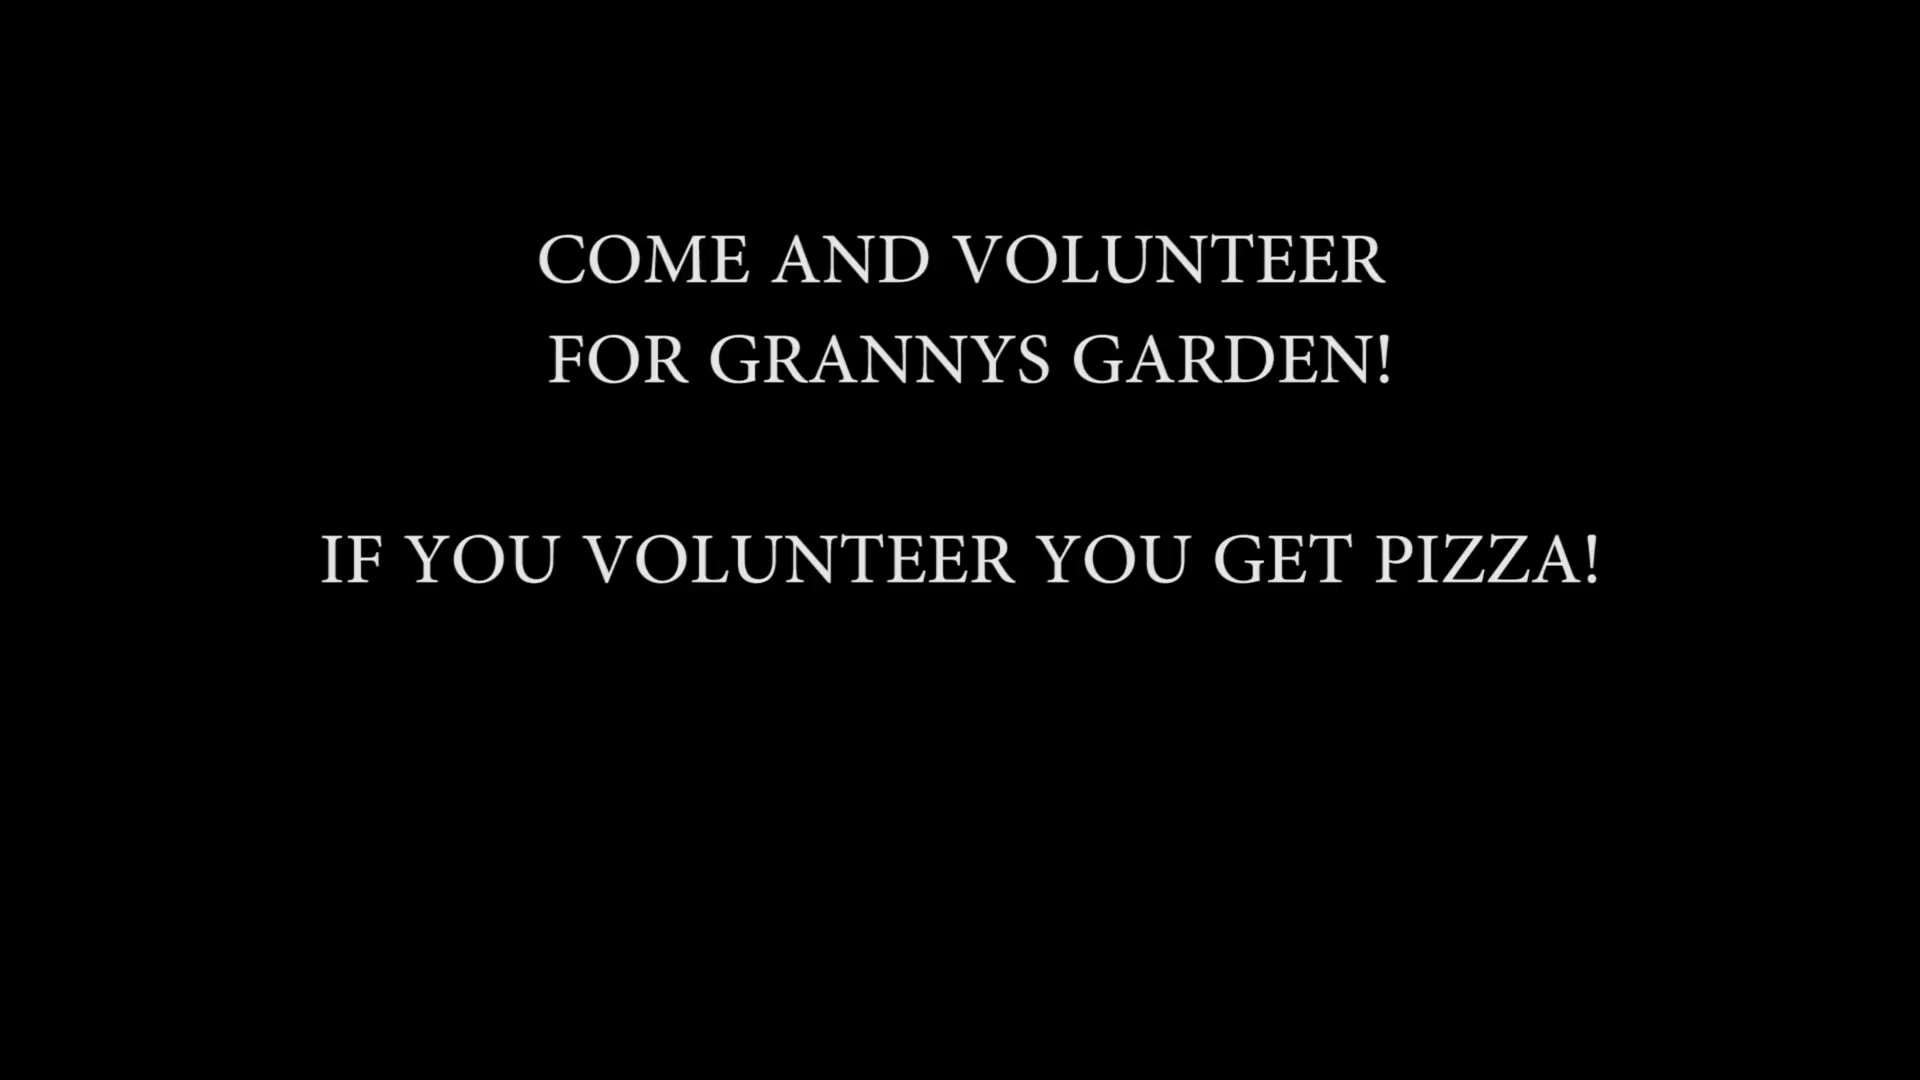 COME AND VOLUNTEER
FOR GRANNYS GARDEN!
IF YOU VOLUNTEER YOU GET PIZZA!